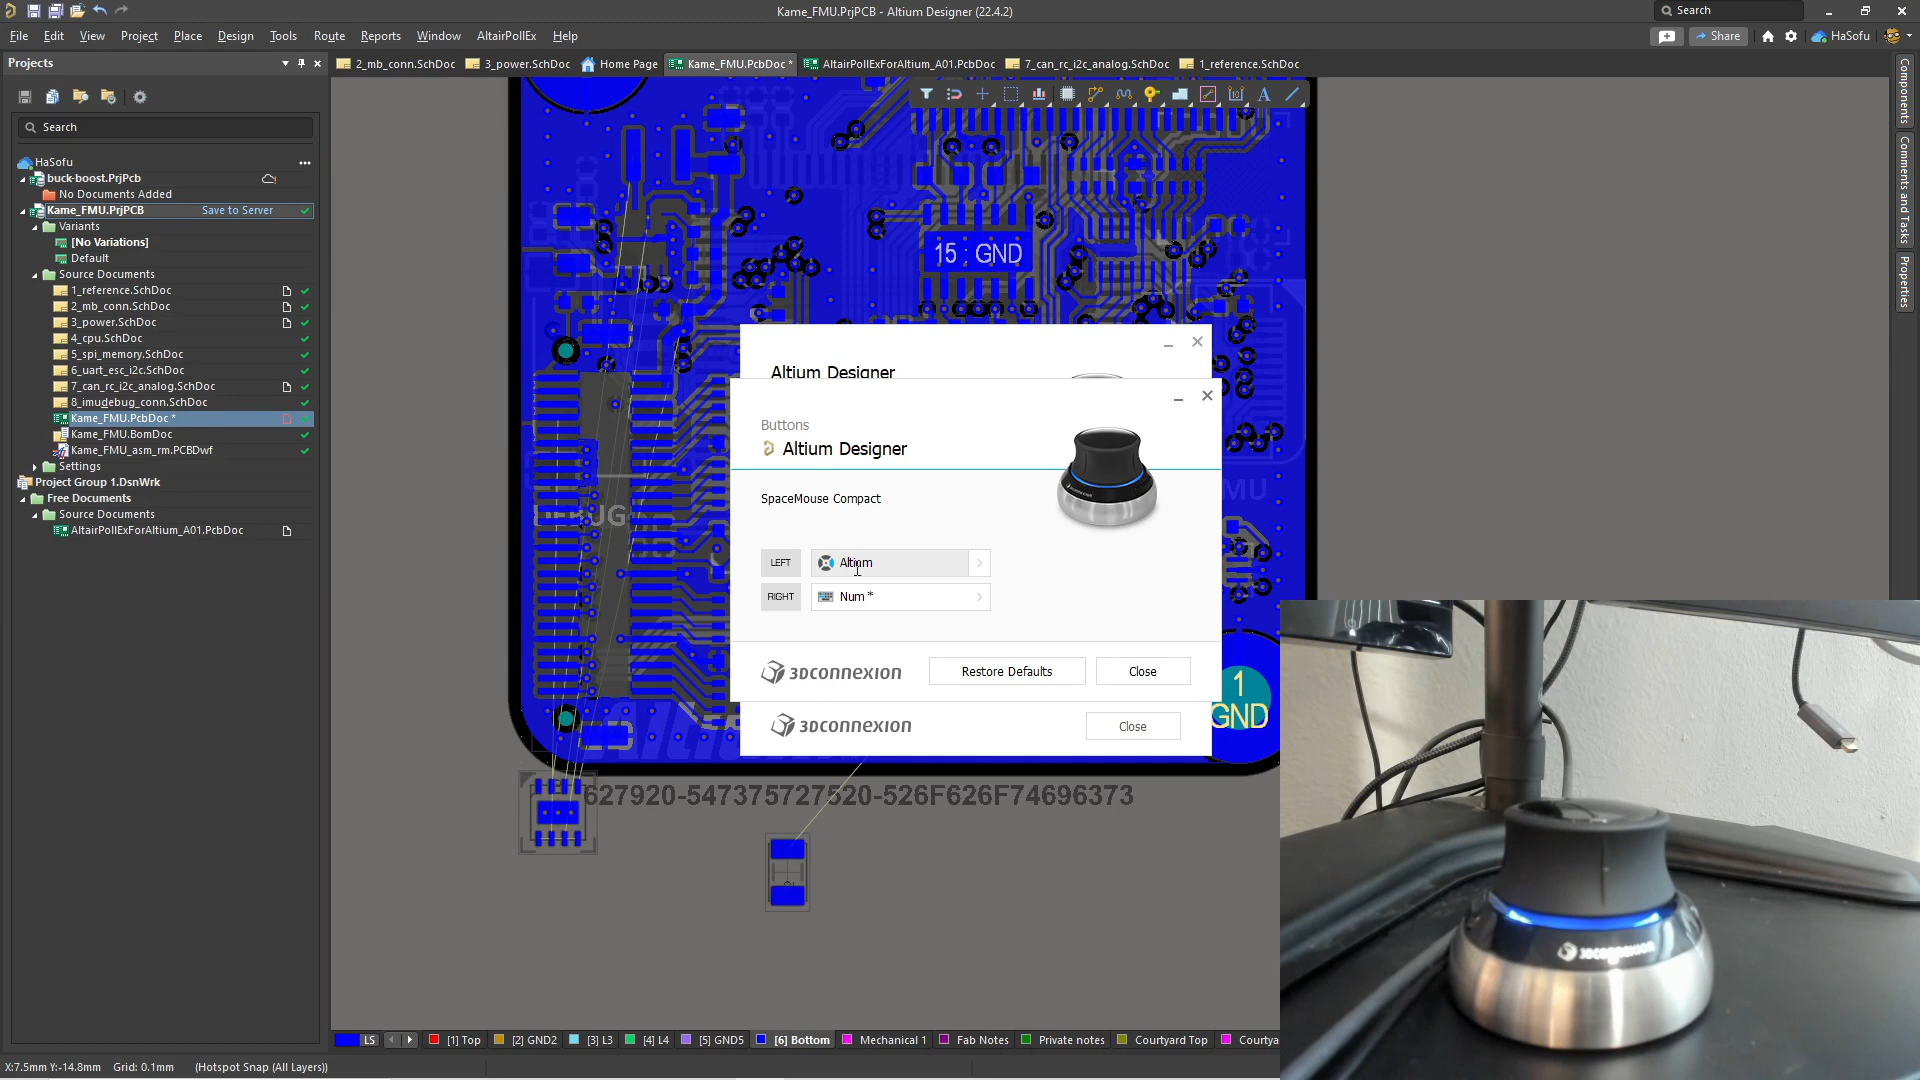 Kame_FMU.PrjPCB - Altium Designer (22.4.2)
Search
File Edit View Project Place Design Tools Route Reports Window AltairPollEx Help
Share
HaSofu
Projects
2_mb_conn.SchDoc
3_power.SchDoc
Home Page
Kame_FMU.PcbDoc *
AltairPollExForAltium_A01.PcbDoc
7_can_rc_i2c_analog.SchDoc
1_reference.SchDoc
Search
HaSofu
buck-boost.PrjPcb
No Documents Added
Kame_FMU.PrjPCB Save to Server
Variants
[No Variations]
Default
Source Documents
1_reference.SchDoc
2_mb_conn.SchDoc
3_power.SchDoc
4_cpu.SchDoc
5_spi_memory.SchDoc
6_uart_esc_i2c.SchDoc
7_can_rc_i2c_analog.SchDoc
8_imudebug_conn.SchDoc
Kame_FMU.PcbDoc *
Kame_FMU.BomDoc
Kame_FMU_asm_rm.PCBDwf
Settings
Project Group 1.DsnWrk
Free Documents
Source Documents
AltairPollExForAltium_A01.PcbDoc
Components
Comments and Tasks
Properties
15 : GND
Altium Designer
Buttons
Altium Designer
SpaceMouse Compact
LEFT Altium
RIGHT Num *
3DCONNEXION
Restore Defaults
Close
3DCONNEXION
Close
1
GND
627920-547375727520-526F626F74696373
3DCONNEXION
LS
[1] Top
[2] GND2
[3] L3
[4] L4
[5] GND5
[6] Bottom
Mechanical 1
Fab Notes
Private notes
Courtyard Top
Courtya
X:7.5mm Y:-14.8mm Grid: 0.1mm (Hotspot Snap (All Layers))